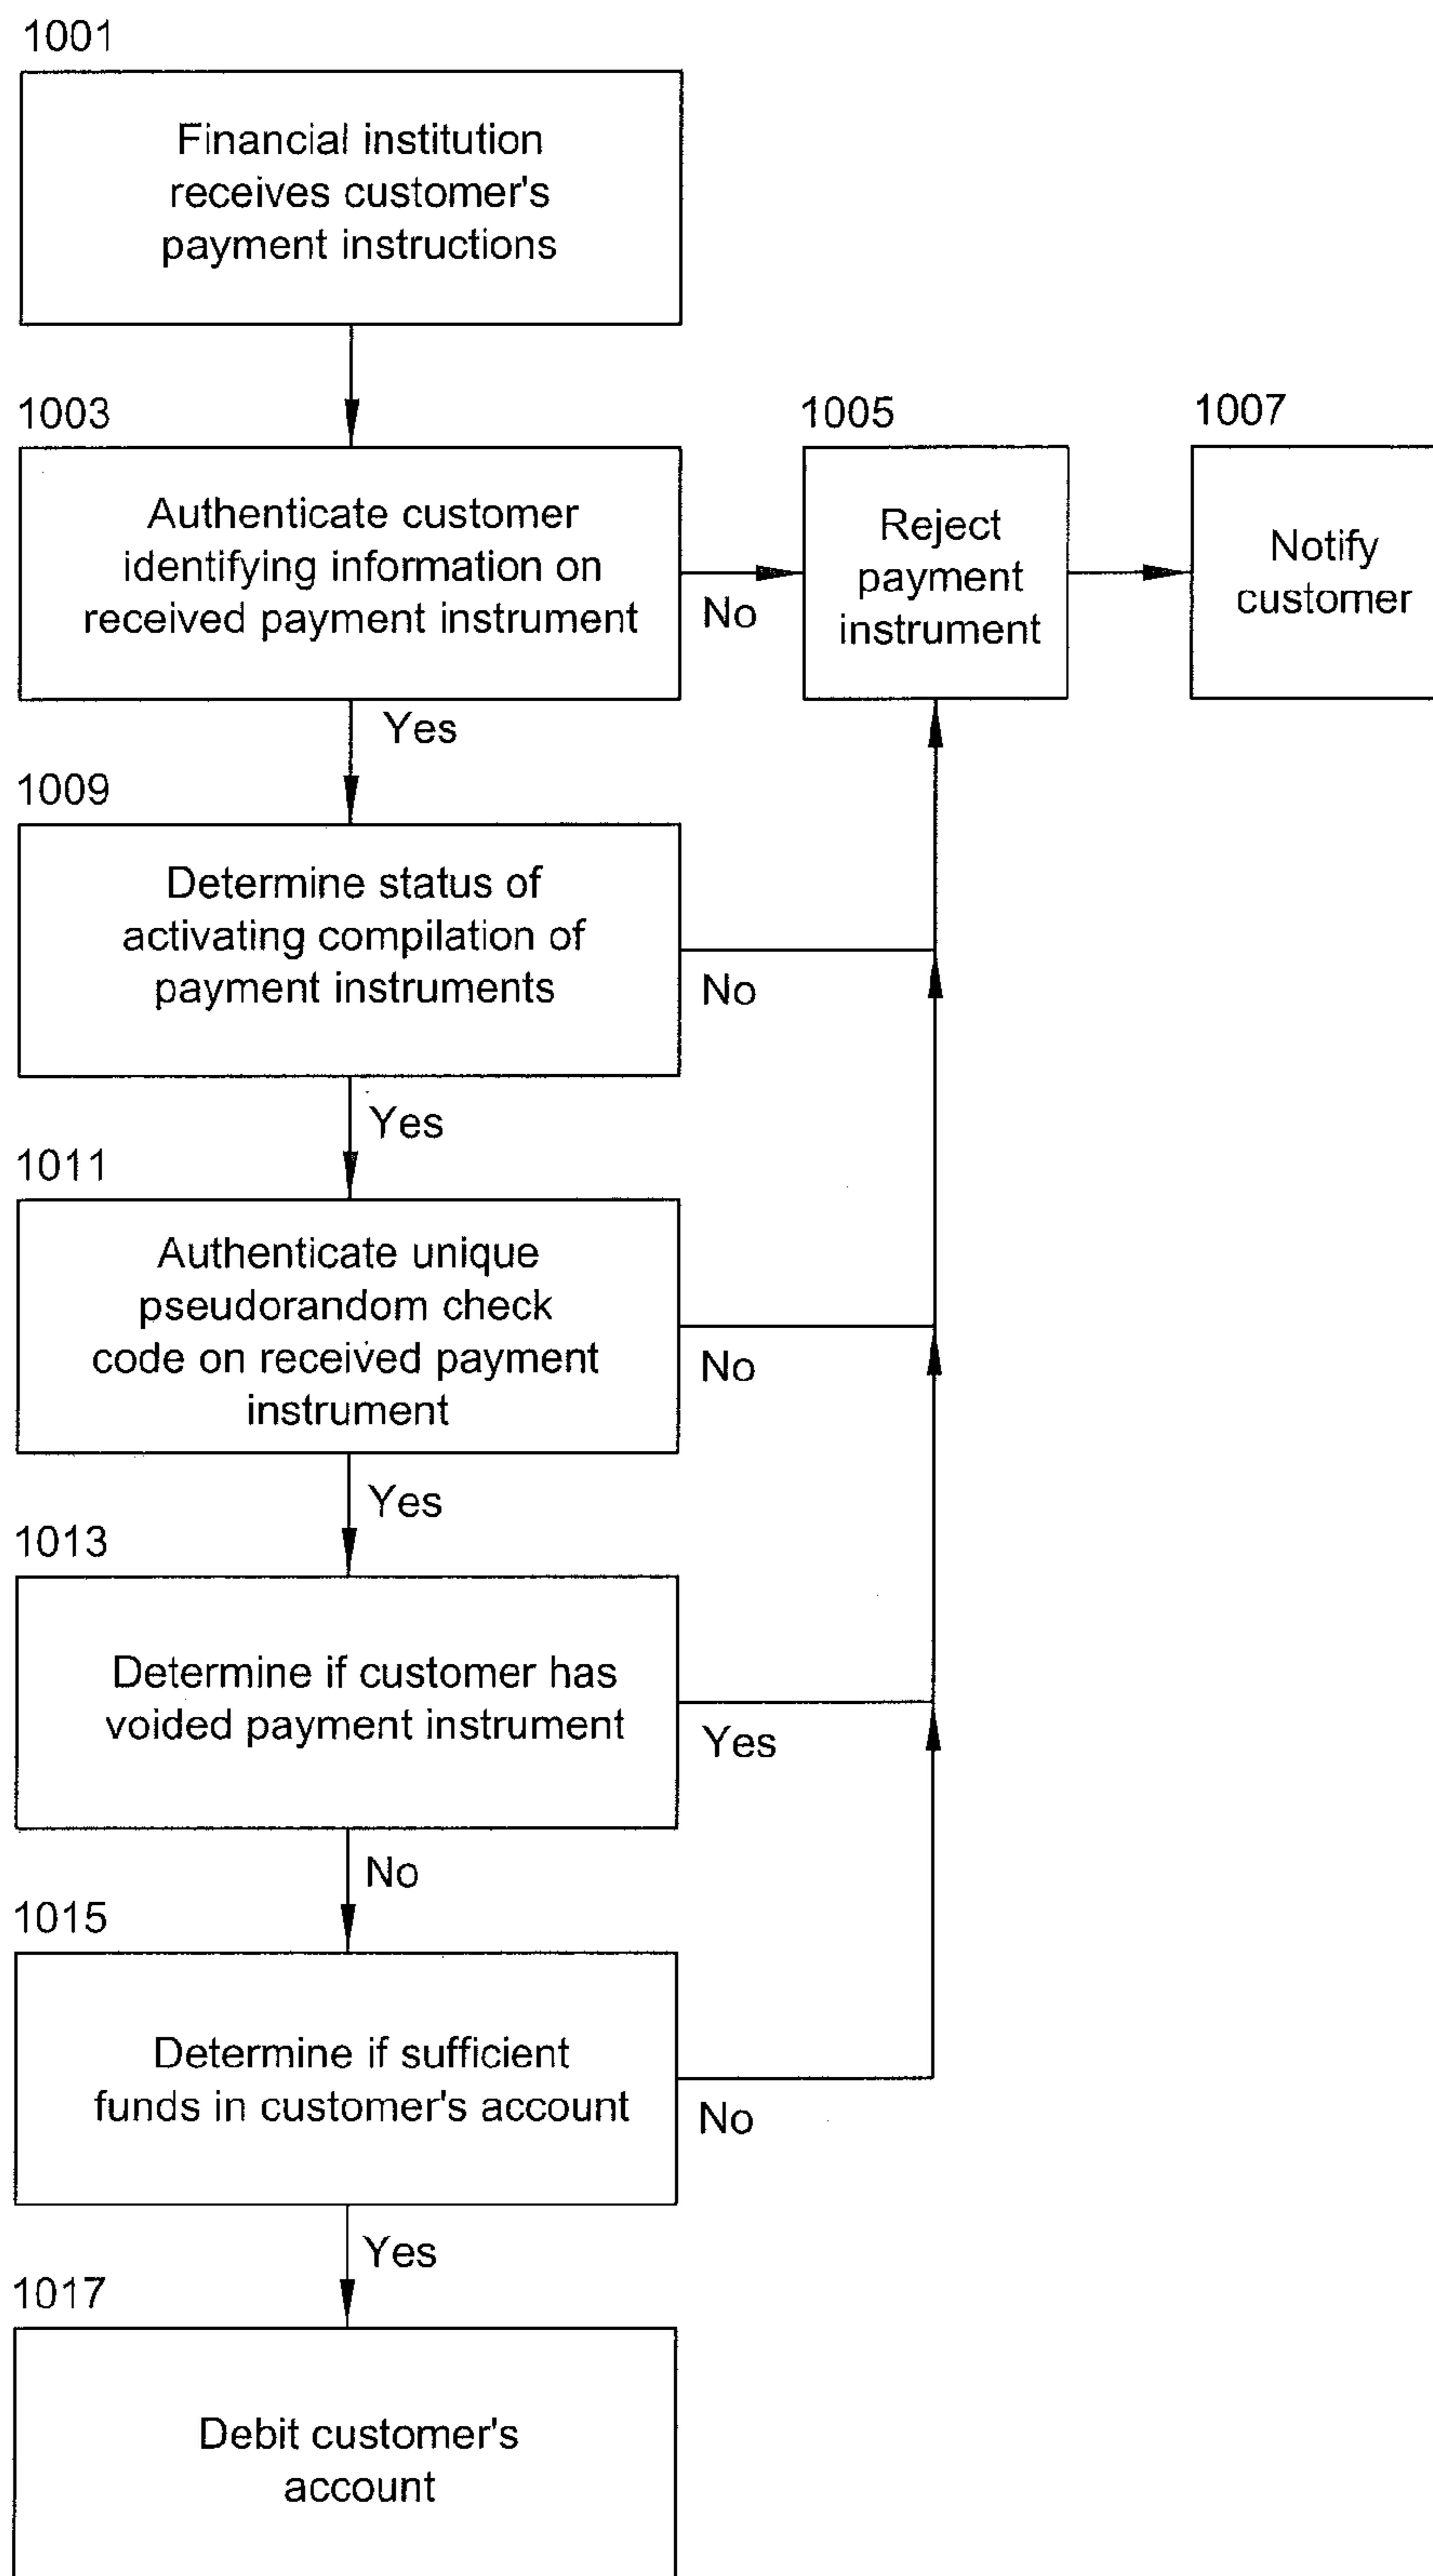 1001
Financial institution
receives customer's
payment instructions
1003
Authenticate customer
identifying information on
received payment instrument
No
1005
Reject
payment
instrument
1007
Notify
customer
Yes
1009
Determine status of
activating compilation of
payment instruments
No
Yes
1011
Authenticate unique
pseudorandom check
code on received payment
instrument
No
Yes
1013
Determine if customer has
voided payment instrument
Yes
No
1015
Determine if sufficient
funds in customer's account
No
Yes
1017
Debit customer's
account